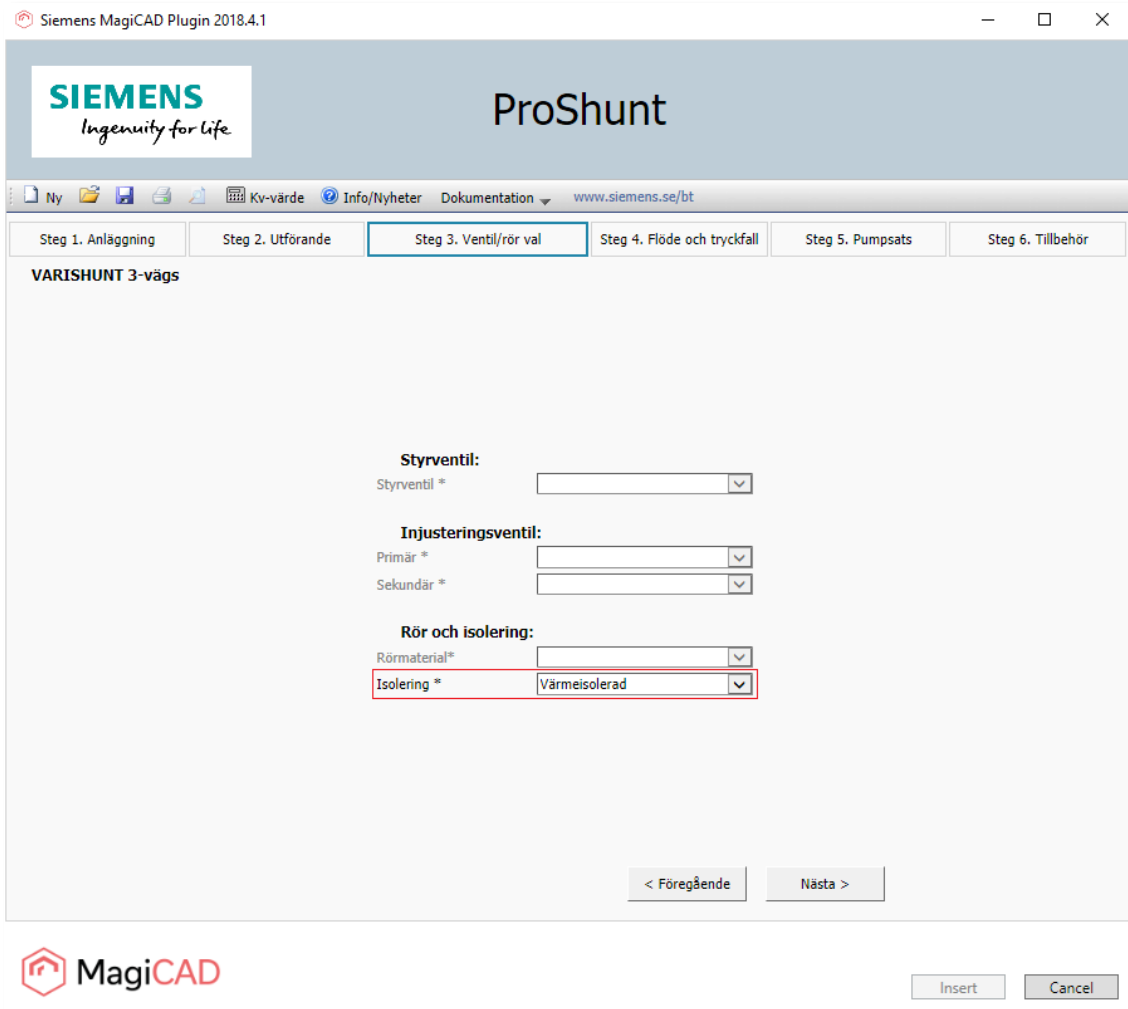 Siemens MagiCAD Plugin 2018.4.1
SIEMENS
Ingenuity for life
ProShunt
Ny Kv-värde Info/Nyheter Dokumentation www.siemens.se/bt
Steg 1. Anläggning Steg 2. Utförande Steg 3. Ventil/rör val Steg 4. Flöde och tryckfall Steg 5. Pumpsats Steg 6. Tillbehör
VARISHUNT 3-vägs
Styrventil:
Styrventil *
Injusteringsventil:
Primär *
Sekundär *
Rör och isolering:
Rörmaterial*
Isolering * Värmeisolerad
< Föregående Nästa >
MagiCAD
Insert Cancel